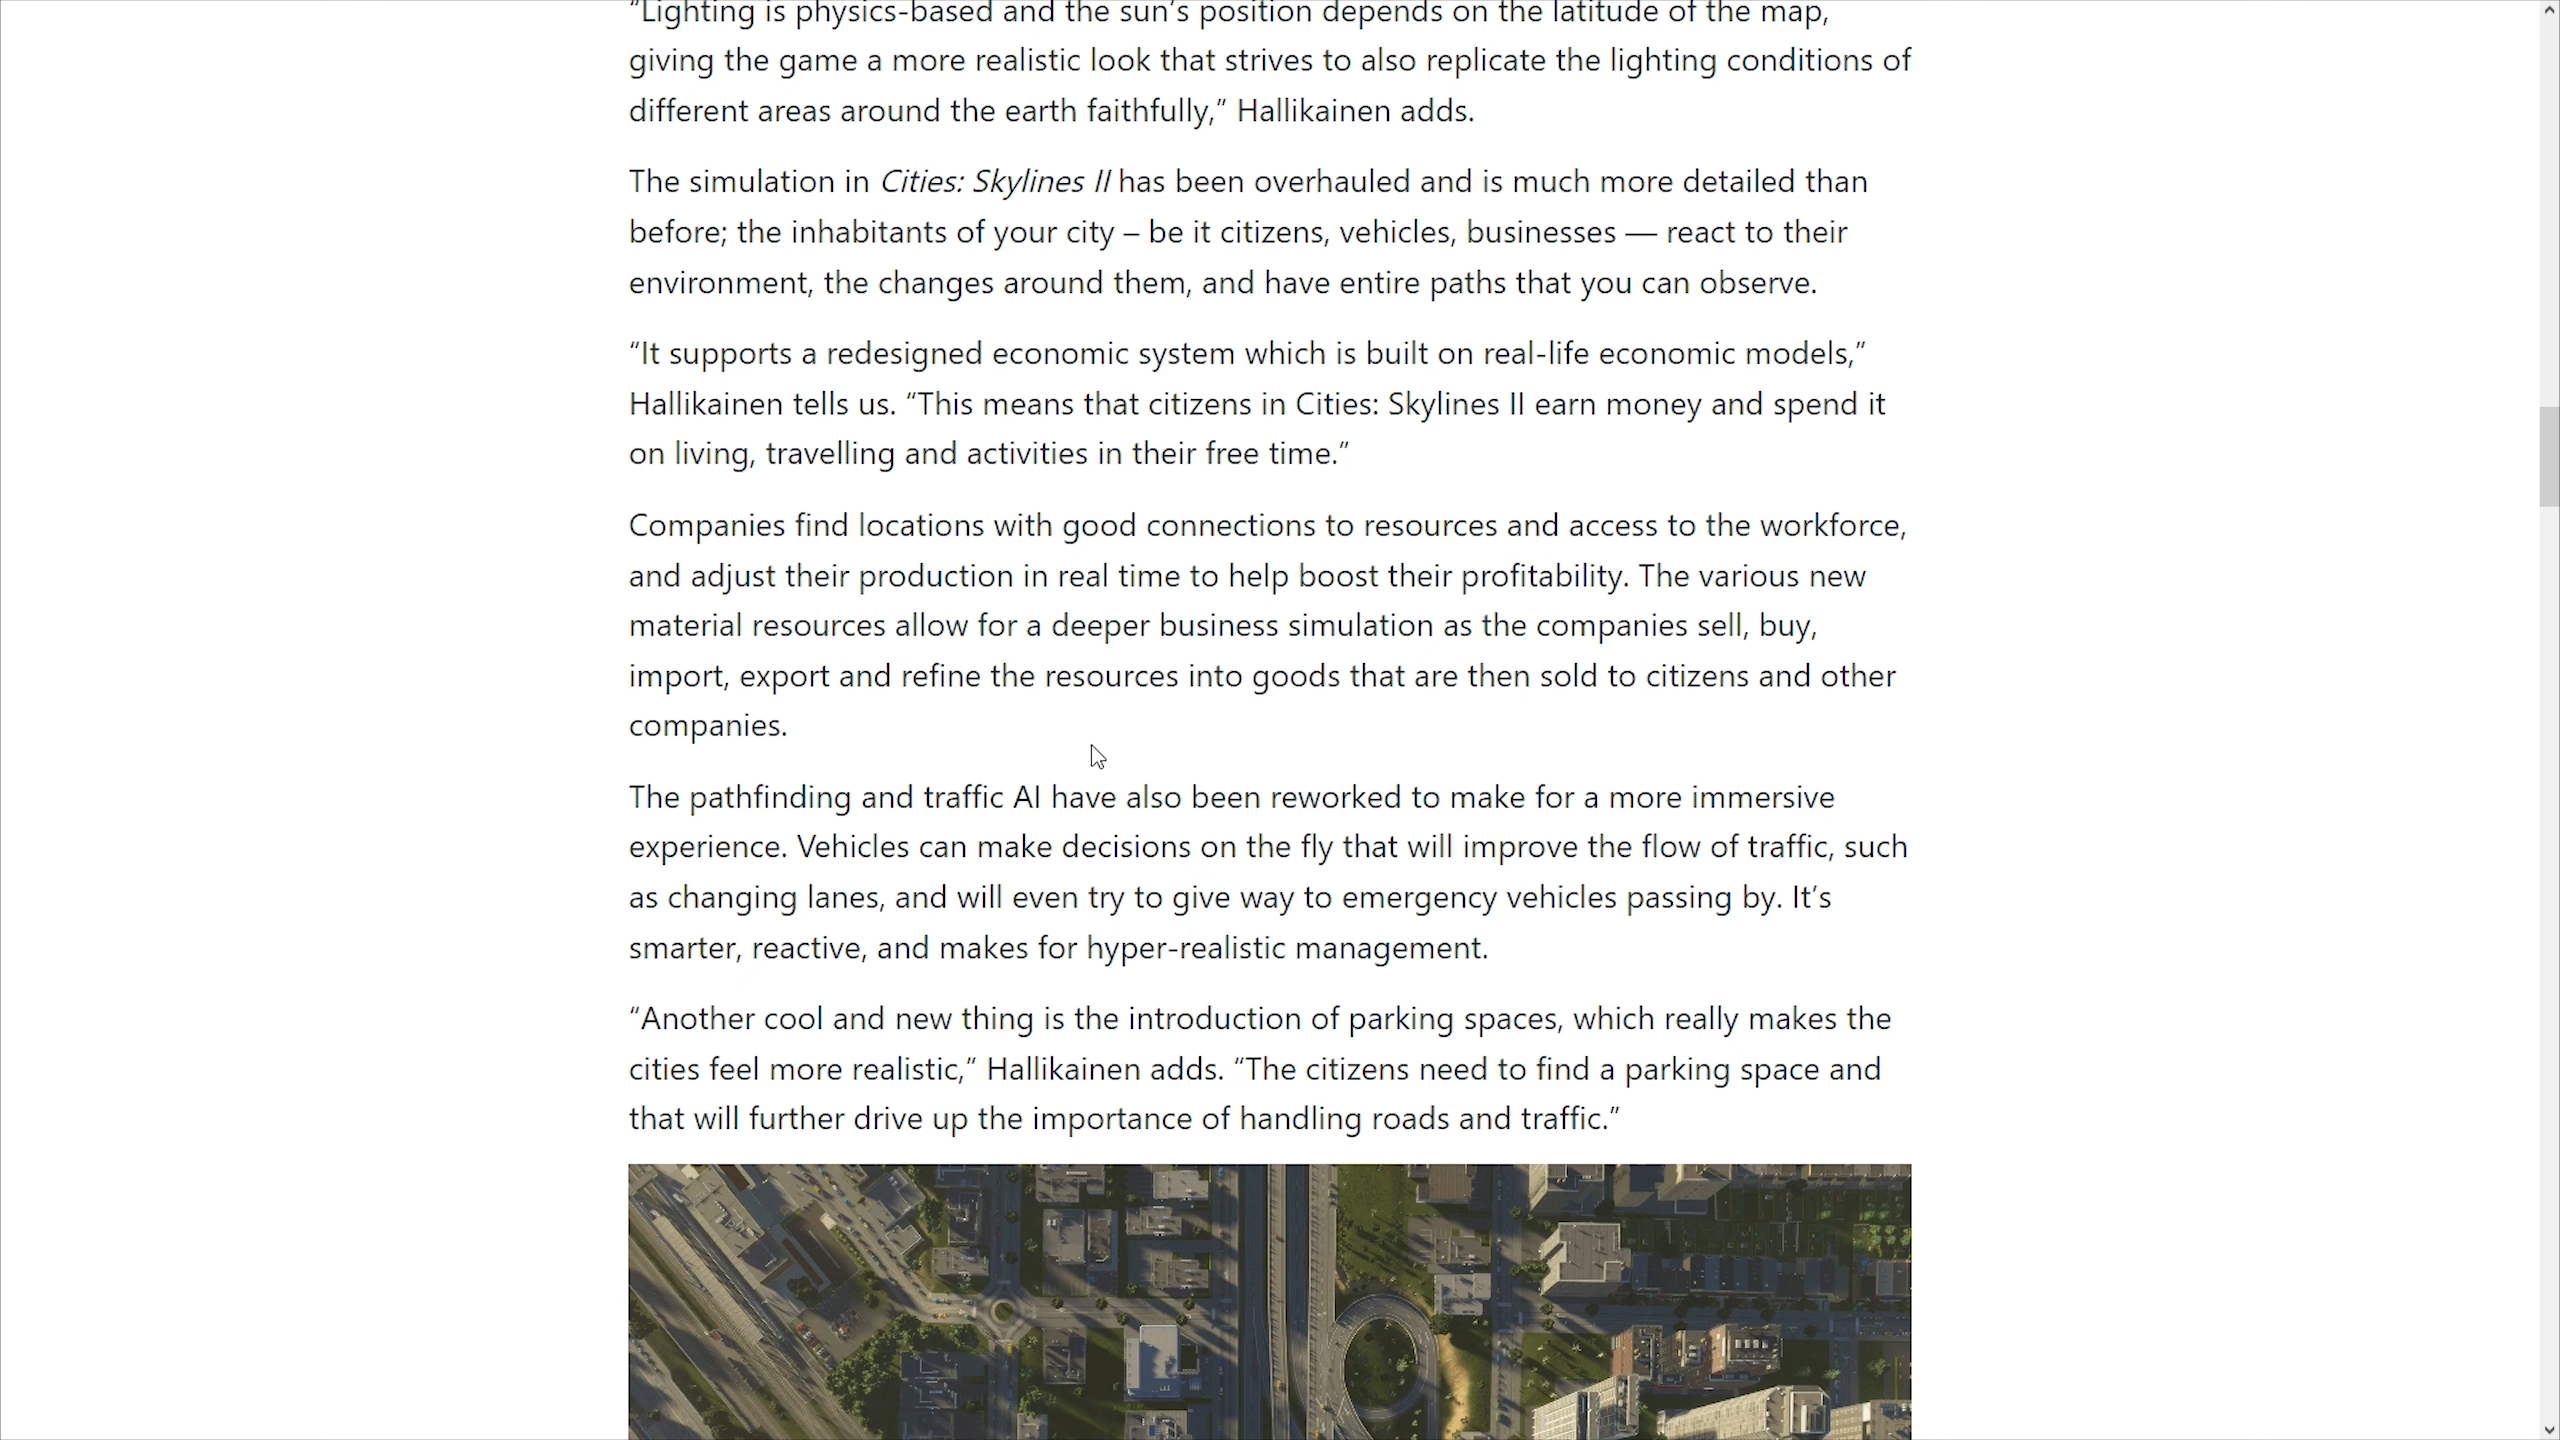 “Lighting is physics-based and the sun’s position depends on the latitude of the map,
giving the game a more realistic look that strives to also replicate the lighting conditions of
different areas around the earth faithfully,” Hallikainen adds.
The simulation in Cities: Skylines II has been overhauled and is much more detailed than
before; the inhabitants of your city – be it citizens, vehicles, businesses — react to their
environment, the changes around them, and have entire paths that you can observe.
“It supports a redesigned economic system which is built on real-life economic models,”
Hallikainen tells us. “This means that citizens in Cities: Skylines II earn money and spend it
on living, travelling and activities in their free time.”
Companies find locations with good connections to resources and access to the workforce,
and adjust their production in real time to help boost their profitability. The various new
material resources allow for a deeper business simulation as the companies sell, buy,
import, export and refine the resources into goods that are then sold to citizens and other
companies.
The pathfinding and traffic AI have also been reworked to make for a more immersive
experience. Vehicles can make decisions on the fly that will improve the flow of traffic, such
as changing lanes, and will even try to give way to emergency vehicles passing by. It’s
smarter, reactive, and makes for hyper-realistic management.
“Another cool and new thing is the introduction of parking spaces, which really makes the
cities feel more realistic,” Hallikainen adds. “The citizens need to find a parking space and
that will further drive up the importance of handling roads and traffic.”